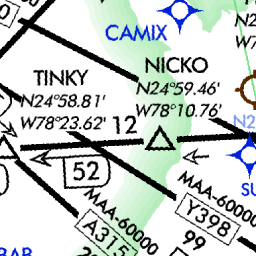 CAMIX
TINKY
N24°58.81'
W78°23.62'
NICKO
N24°59.46'
W78°10.76'
12
52
MAA-60000
A315
MAA-60000
Y398
99